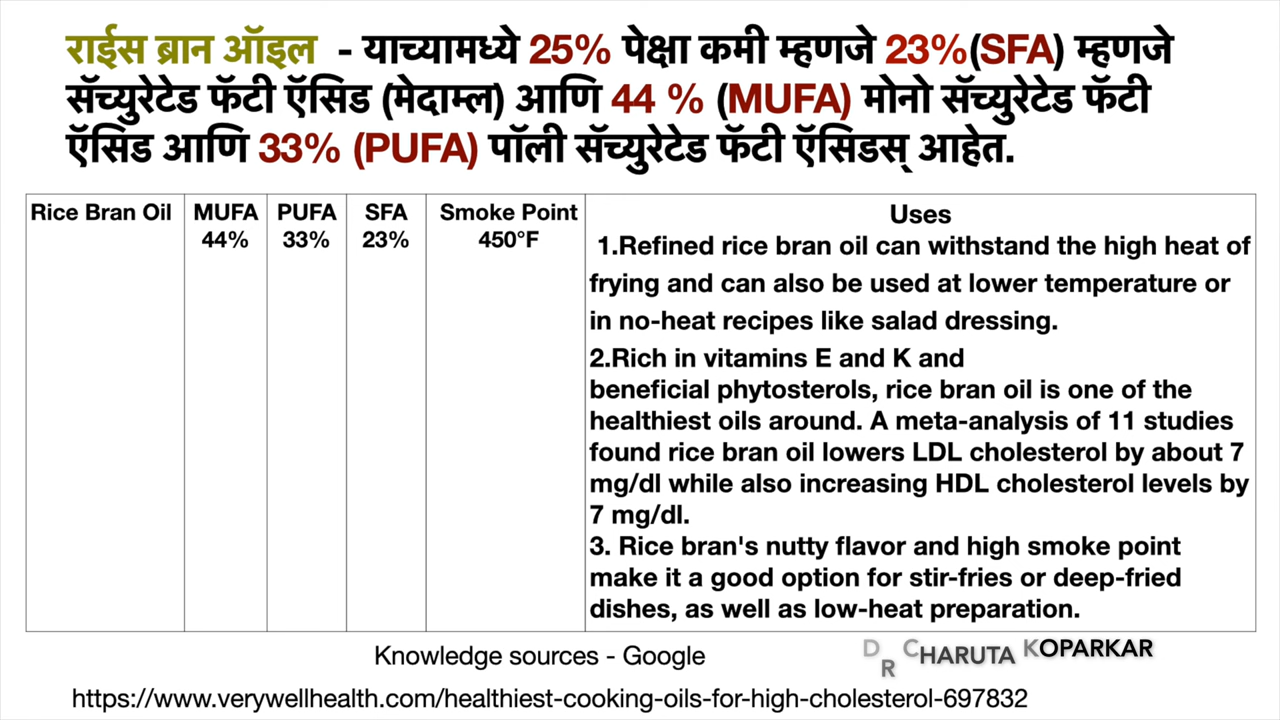 राईस ब्रान ऑइल - याच्यामध्ये 25% पेक्षा कमी म्हणजे 23%(SFA) म्हणजे
सॅच्युरेटेड फॅटी ऍसिड (मेदाम्ल) आणि 44 % (MUFA) मोनो सॅच्युरेटेड फॅटी
ऍसिड आणि 33% (PUFA) पॉली सॅच्युरेटेड फॅटी ऍसिडस् आहेत.
Rice Bran Oil
MUFA
44%
PUFA
33%
SFA
23%
Smoke Point
450°F
Uses
1.Refined rice bran oil can withstand the high heat of
frying and can also be used at lower temperature or
in no-heat recipes like salad dressing.
2.Rich in vitamins E and K and
beneficial phytosterols, rice bran oil is one of the
healthiest oils around. A meta-analysis of 11 studies
found rice bran oil lowers LDL cholesterol by about 7
mg/dl while also increasing HDL cholesterol levels by
7 mg/dl.
3. Rice bran's nutty flavor and high smoke point
make it a good option for stir-fries or deep-fried
dishes, as well as low-heat preparation.
Knowledge sources - Google
DR CHARUTA KOPARKAR
https://www.verywellhealth.com/healthiest-cooking-oils-for-high-cholesterol-697832